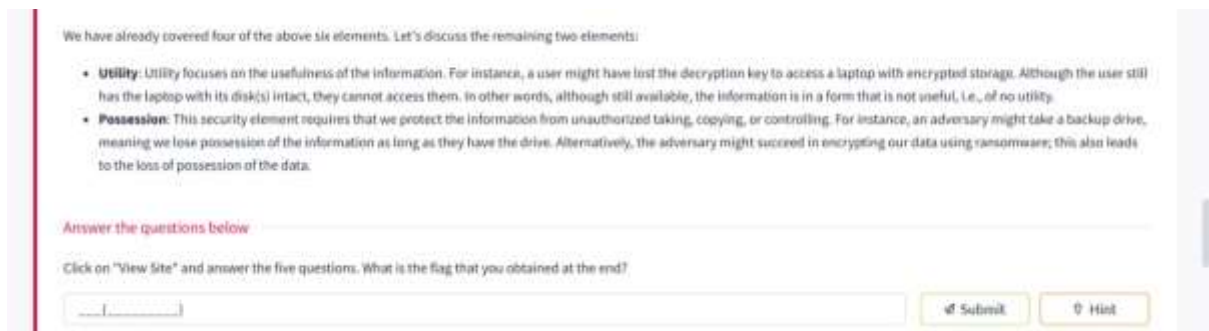 We have already covered four of the above six elements. Let's discuss the remaining two elements:
• Utility: Utility focuses on the usefulness of the information. For instance, a user might have lost the decryption key to access a laptop with encrypted storage. Although the user still
has the laptop with its disk(s) intact, they cannot access them. In other words, although still available, the information is in a form that is not useful, i.e., of no utility.
• Possession: This security element requires that we protect the information from unauthorized taking, copying, or controlling. For instance, an adversary might take a backup drive,
meaning we lose possession of the information as long as they have the drive. Alternatively, the adversary might succeed in encrypting our data using ransomware; this also leads
to the loss of possession of the data.
Answer the questions below
Click on "View Site" and answer the five questions. What is the flag that you obtained at the end?
Submit
Hint